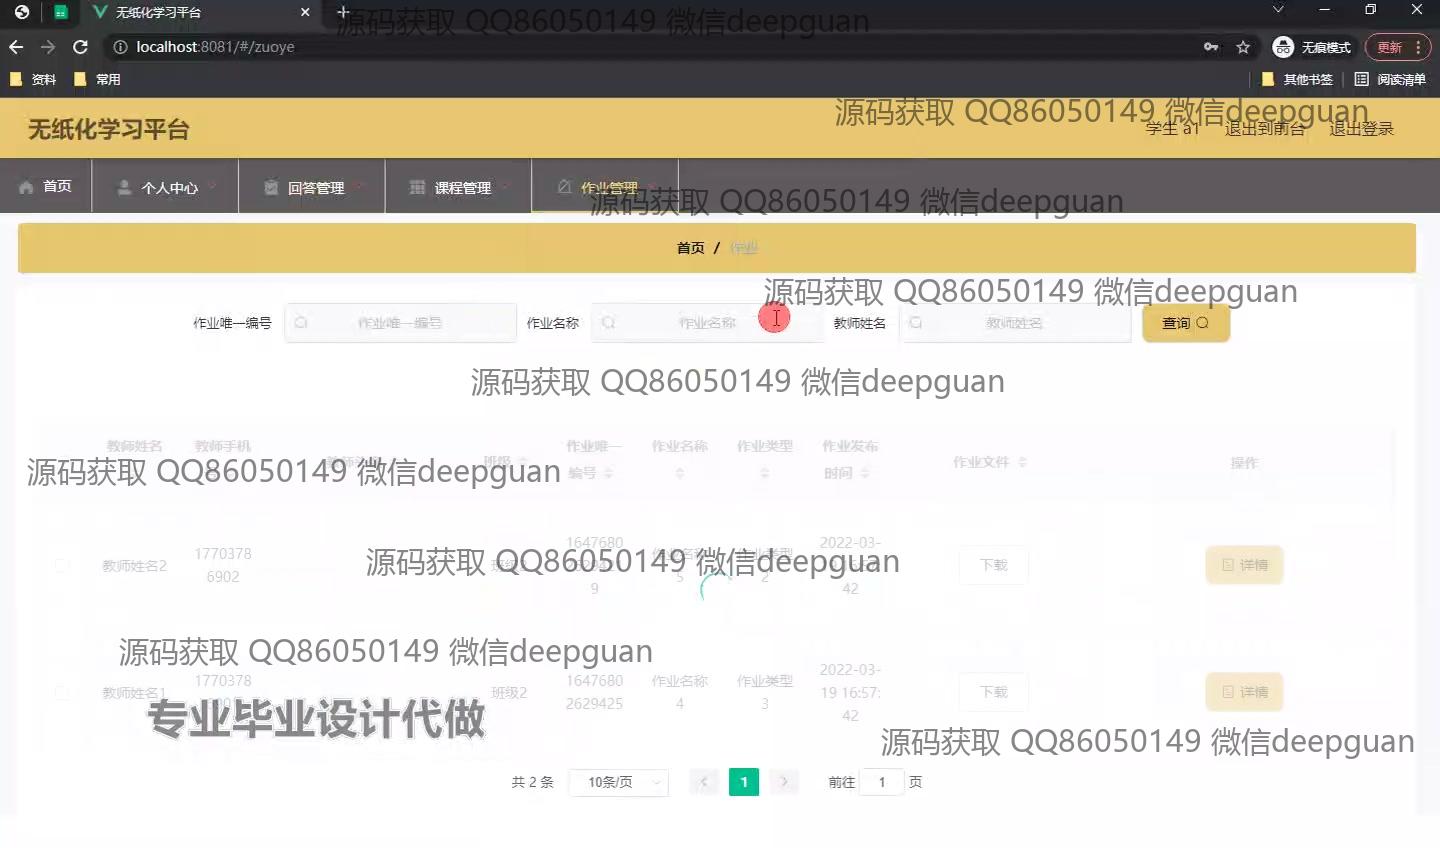 无纸化学习平台
源码获取 QQ86050149 微信deepguan
localhost:8081/#/zuoye
无痕模式
更新
资料
常用
其他书签
阅读清单
无纸化学习平台
源码获取 QQ86050149 微信deepguan
学生 a1
退出到前台
退出登录
首页
个人中心
回答管理
课程管理
作业管理
源码获取 QQ86050149 微信deepguan
首页 / 作业
源码获取 QQ86050149 微信deepguan
作业唯一编号
作业唯一编号
作业名称
作业名称
教师姓名
教师姓名
查询
源码获取 QQ86050149 微信deepguan
教师姓名
教师手机
班级
作业唯一
编号
作业名称
作业类型
作业发布
时间
作业文件
操作
源码获取 QQ86050149 微信deepguan
教师姓名2
1770378
6902
1647680
9
作业名称
5
作业类型
2
2022-03-
42
下载
详情
源码获取 QQ86050149 微信deepguan
源码获取 QQ86050149 微信deepguan
教师姓名1
1770378
班级2
1647680
2629425
作业名称
4
作业类型
3
2022-03-
19 16:57:
42
下载
详情
专业毕业设计代做
源码获取 QQ86050149 微信deepguan
共 2 条
10条/页
1
前往 1 页